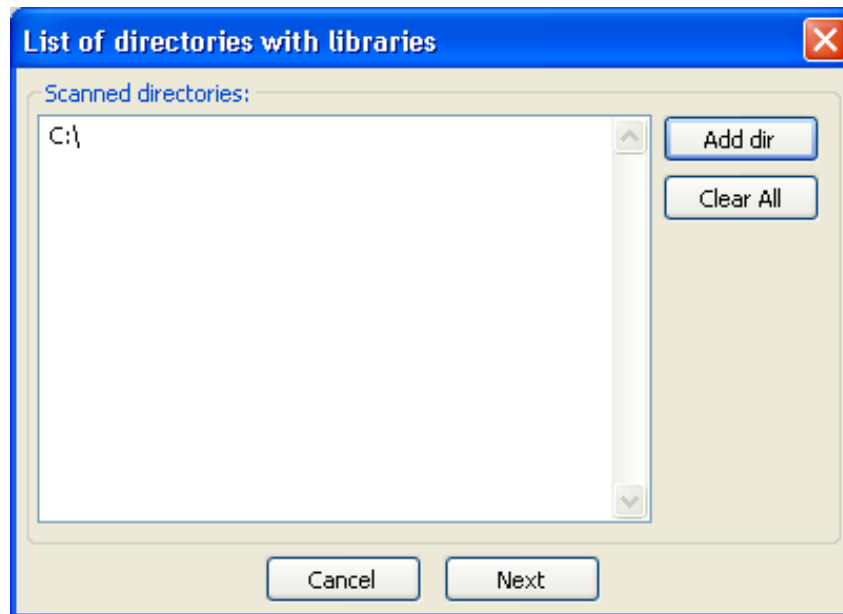 List of directories with libraries
Scanned directories:
C:\
Add dir
Clear All
Cancel
Next